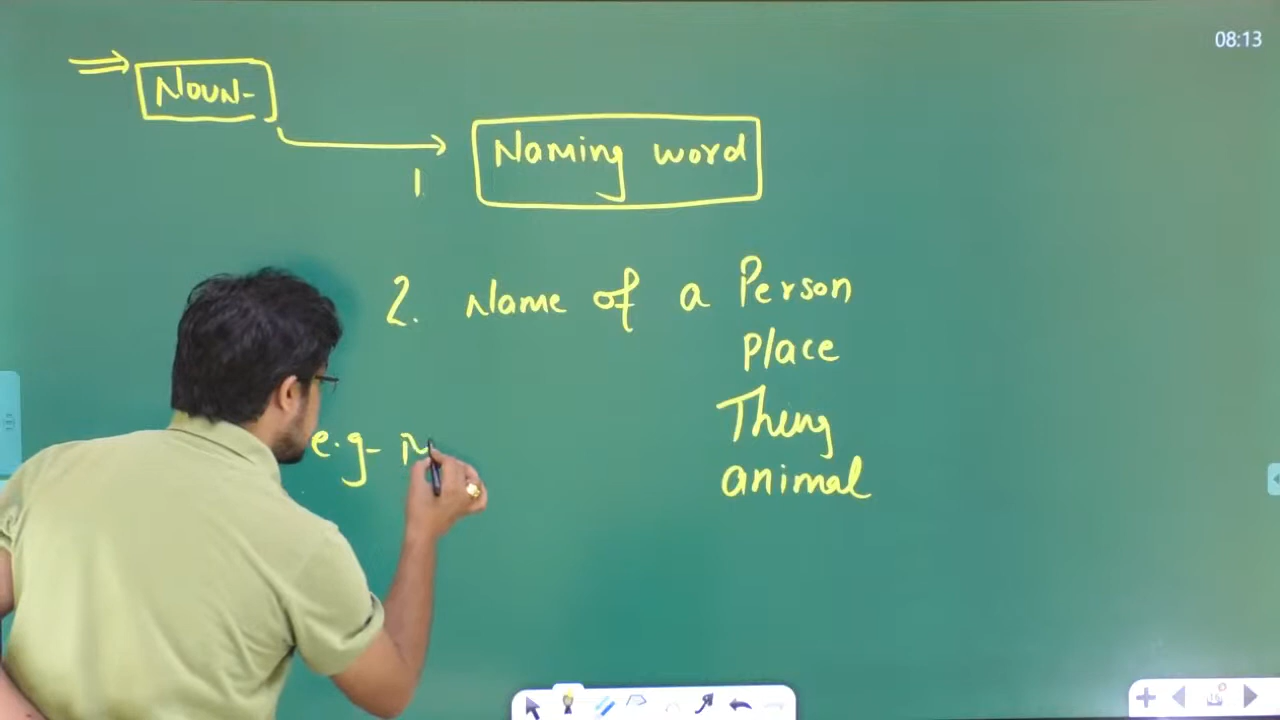 08:13
⇒ NOUN-
→ Naming word
1.
2. Name of a Person
Place
Thing
animal
e.g-